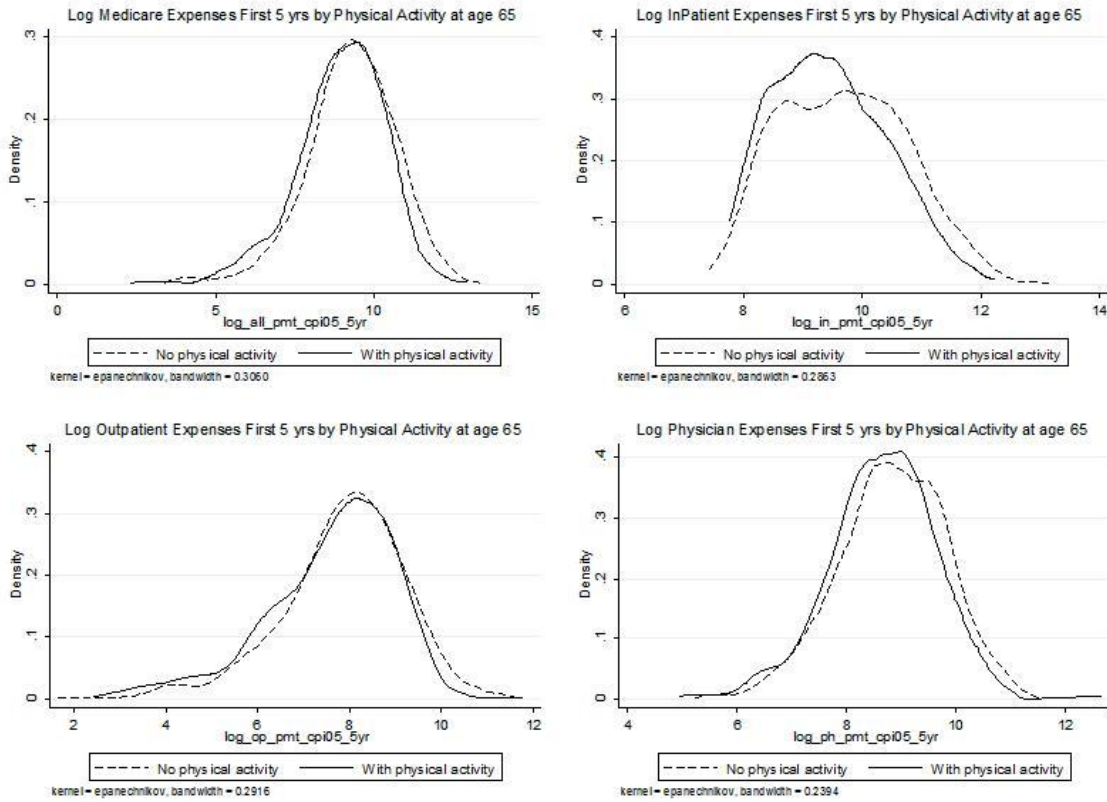 Log Medicare Expenses First 5 yrs by Physical Activity at age 65
.3
.2
.1
0
Density
0 5 10 15
log_all_pmt_cpi05_5yr
No physical activity With physical activity
kernel = epanechnikov, bandwidth = 0.3060
Log InPatient Expenses First 5 yrs by Physical Activity at age 65
.4
.3
.2
.1
0
Density
6 8 10 12 14
log_in_pmt_cpi05_5yr
No physical activity With physical activity
kernel = epanechnikov, bandwidth = 0.2863
Log Outpatient Expenses First 5 yrs by Physical Activity at age 65
.4
.3
.2
.1
0
Density
2 4 6 8 10 12
log_op_pmt_cpi05_5yr
No physical activity With physical activity
kernel = epanechnikov, bandwidth = 0.2916
Log Physician Expenses First 5 yrs by Physical Activity at age 65
.4
.3
.2
.1
0
Density
4 6 8 10 12
log_ph_pmt_cpi05_5yr
No physical activity With physical activity
kernel = epanechnikov, bandwidth = 0.2394